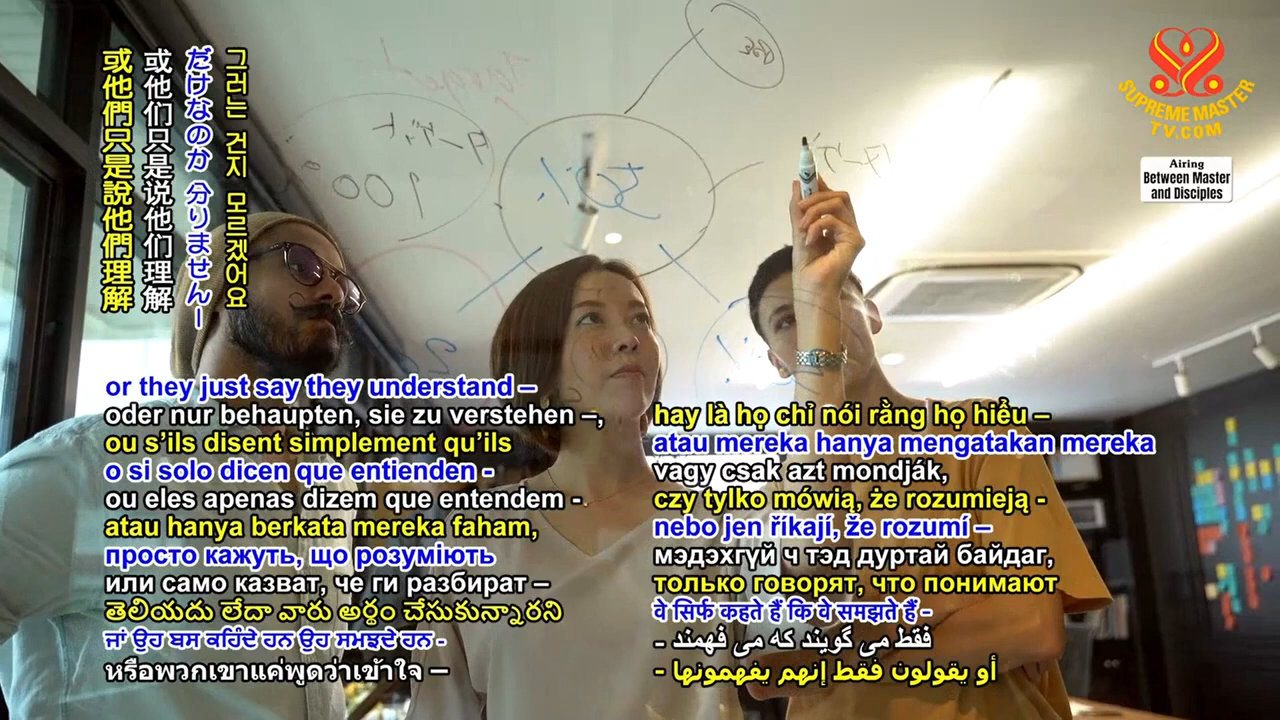 그러는 건지 모르겠어요
だけなのか 分りません―
或他们只是说他们理解
或他們只是說他們理解
SUPREME MASTER
TV.COM
Airing
Between Master
and Disciples
or they just say they understand –
oder nur behaupten, sie zu verstehen –,
ou s’ils disent simplement qu’ils
o si solo dicen que entienden -
ou eles apenas dizem que entendem -
atau hanya berkata mereka faham,
просто кажуть, що розуміють
или само казват, че ги разбират –
తెలియదు లేదా వారు అర్థం చేసుకున్నారని
ਜਾਂ ਉਹ ਬਸ ਕਹਿੰਦੇ ਹਨ ਉਹ ਸਮਝਦੇ ਹਨ -
หรือพวกเขาแค่พูดว่าเข้าใจ –
hay là họ chỉ nói rằng họ hiểu –
atau mereka hanya mengatakan mereka
vagy csak azt mondják,
czy tylko mówią, że rozumieją -
nebo jen říkají, že rozumí –
мэдэхгүй ч тэд дуртай байдаг,
только говорят, что понимают
वे सिर्फ कहते हैं कि वे समझते हैं -
فقط می گویند که می فهمند -
أو يقولون فقط إنهم يفهمونها -